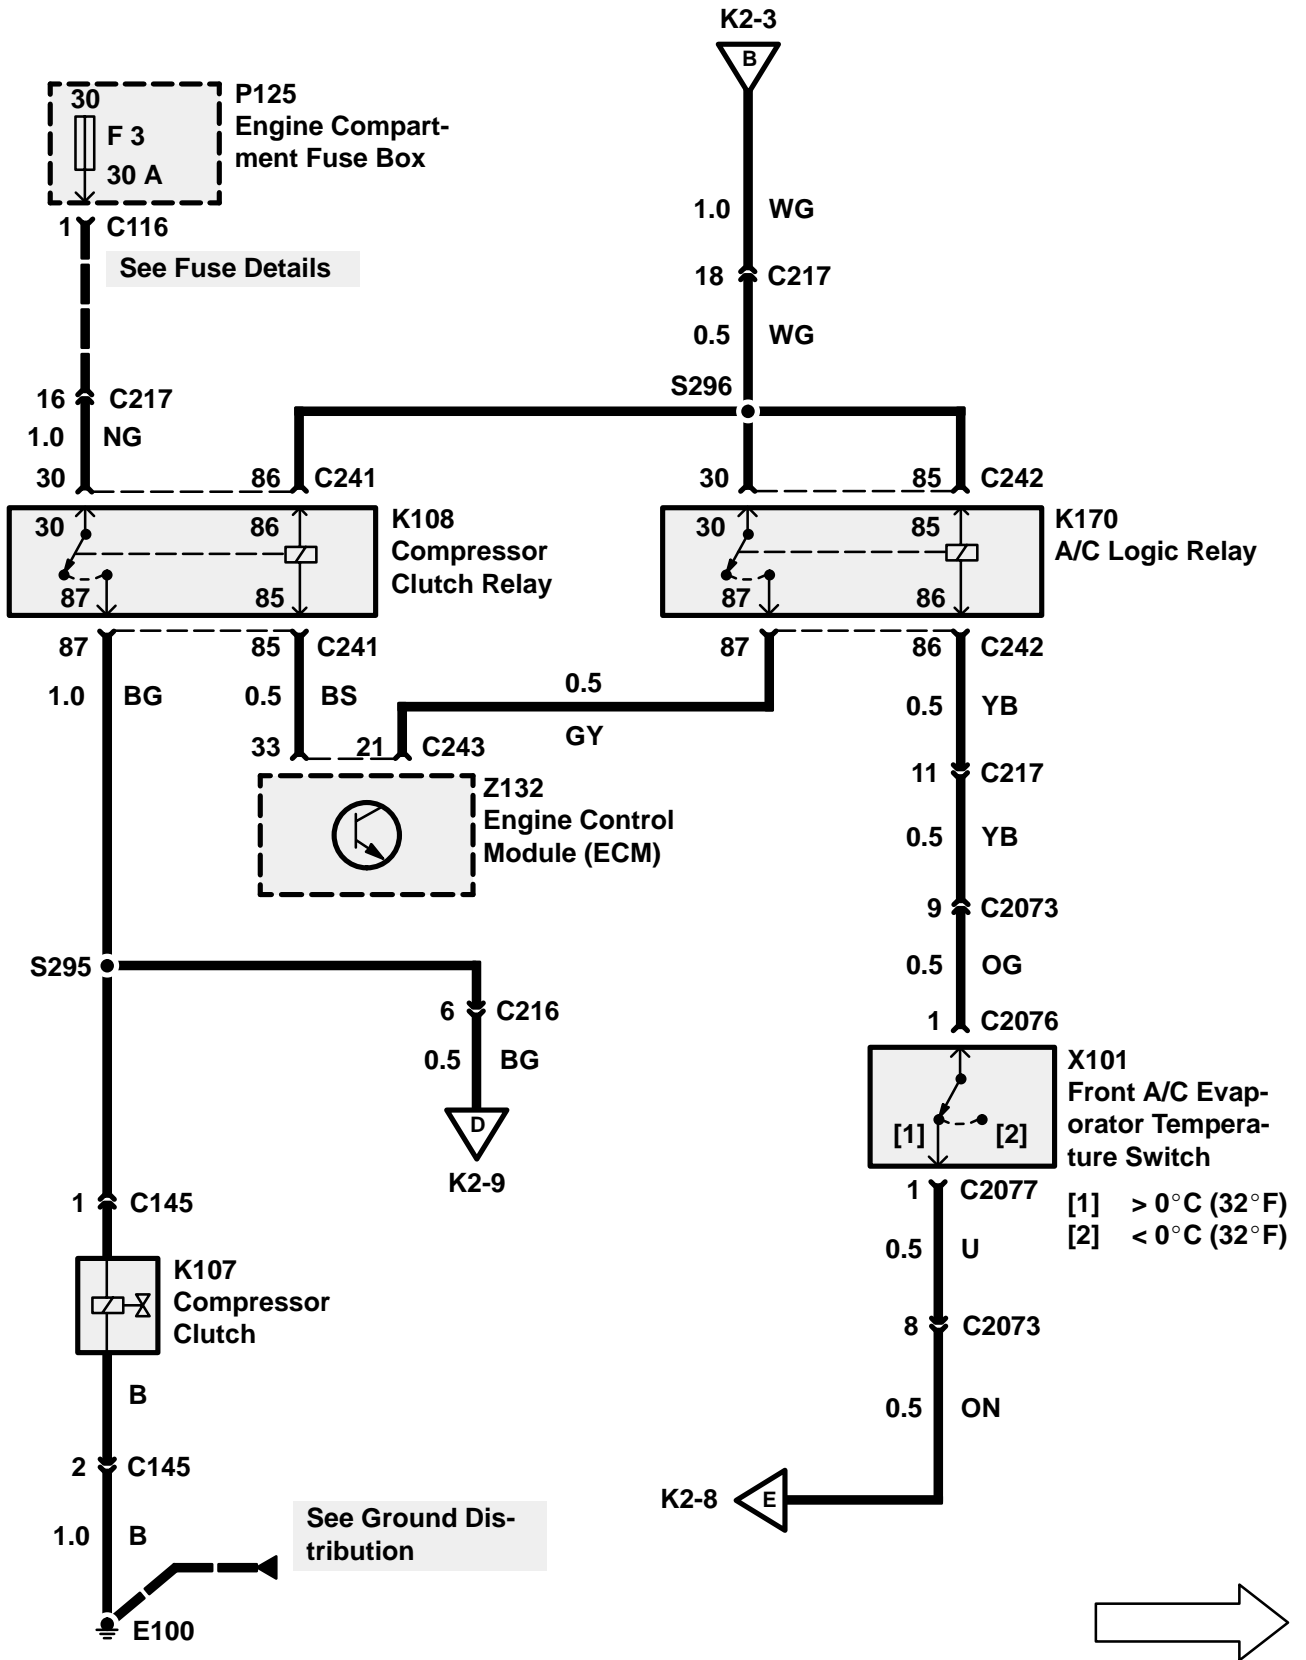 K2-3
B
P125
Engine Compart-
ment Fuse Box
30
F 3
30 A
1 C116
See Fuse Details
1.0 WG
18 C217
0.5 WG
S296
16 C217
1.0 NG
30 86 C241
30 85 C242
30 86
87 85
K108
Compressor
Clutch Relay
30 85
87 86
K170
A/C Logic Relay
87 85 C241
87 86 C242
1.0 BG
0.5 BS
0.5
GY
0.5 YB
33 21 C243
11 C217
Z132
Engine Control
Module (ECM)
0.5 YB
9 C2073
0.5 OG
S295
6 C216
0.5 BG
D
K2-9
1 C2076
X101
Front A/C Evap-
orator Tempera-
ture Switch
[1] [2]
[1] > 0°C (32°F)
[2] < 0°C (32°F)
1 C2077
0.5 U
1 C145
K107
Compressor
Clutch
8 C2073
B
0.5 ON
2 C145
K2-8 E
1.0 B
See Ground Dis-
tribution
E100